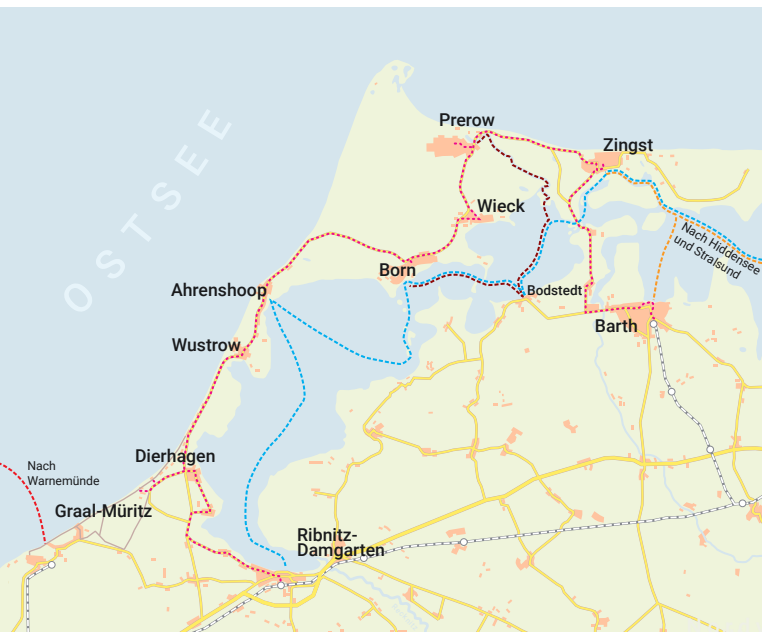 Prerow
Zingst
OSTSEE
Wieck
Nach Hiddensee
und Stralsund
Born
Ahrenshoop
Bodstedt
Barth
Wustrow
Dierhagen
Nach
Warnemünde
Graal-Müritz
Ribnitz-
Damgarten